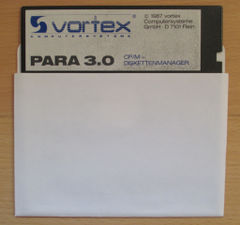 vortex
COMPUTERSYSTEME
© 1987 vortex
Computersysteme
GmbH · D 7101 Flein
PARA 3.0
CP/M -
DISKETTENMANAGER